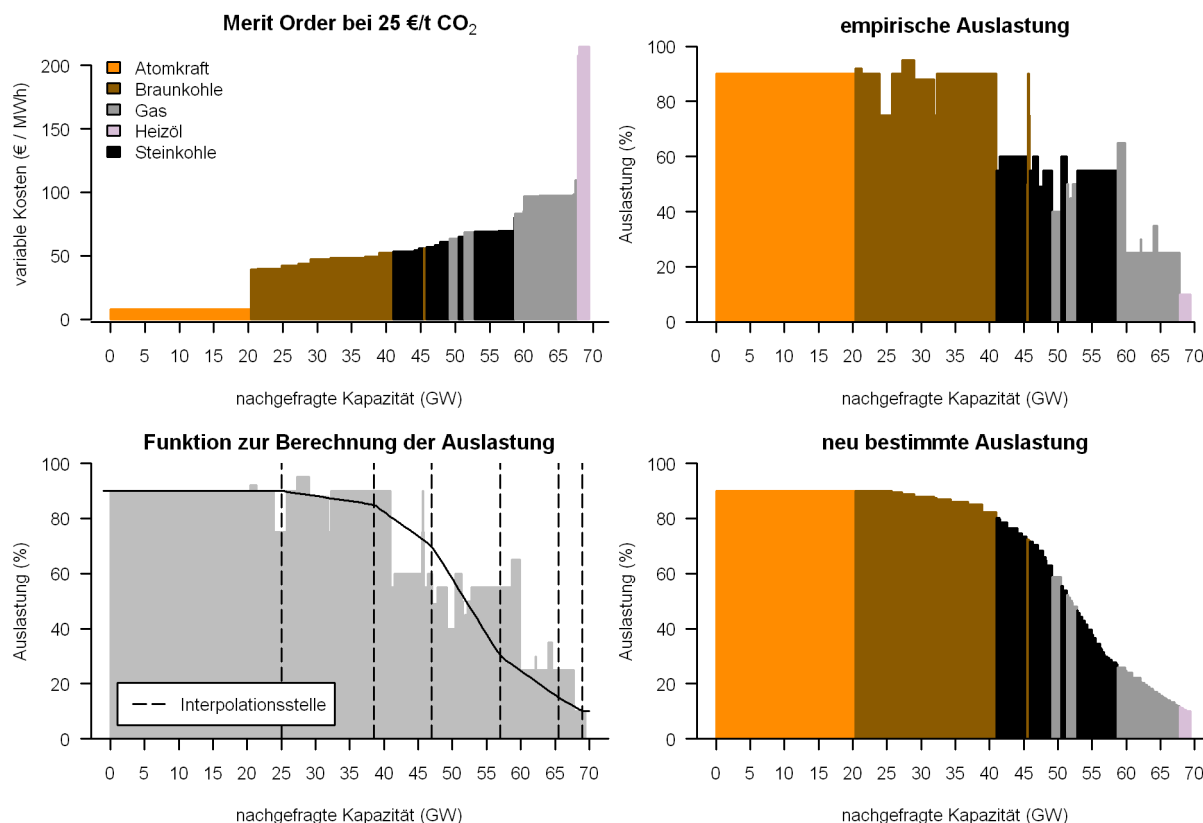 Merit Order bei 25 €/t CO₂
variable Kosten (€ / MWh)
200
150
100
50
0
Atomkraft
Braunkohle
Gas
Heizöl
Steinkohle
0 5 10 15 20 25 30 35 40 45 50 55 60 65 70
nachgefragte Kapazität (GW)
empirische Auslastung
Auslastung (%)
100
80
60
40
20
0
0 5 10 15 20 25 30 35 40 45 50 55 60 65 70
nachgefragte Kapazität (GW)
Funktion zur Berechnung der Auslastung
Auslastung (%)
100
80
60
40
20
0
Interpolationsstelle
0 5 10 15 20 25 30 35 40 45 50 55 60 65 70
nachgefragte Kapazität (GW)
neu bestimmte Auslastung
Auslastung (%)
100
80
60
40
20
0
0 5 10 15 20 25 30 35 40 45 50 55 60 65 70
nachgefragte Kapazität (GW)